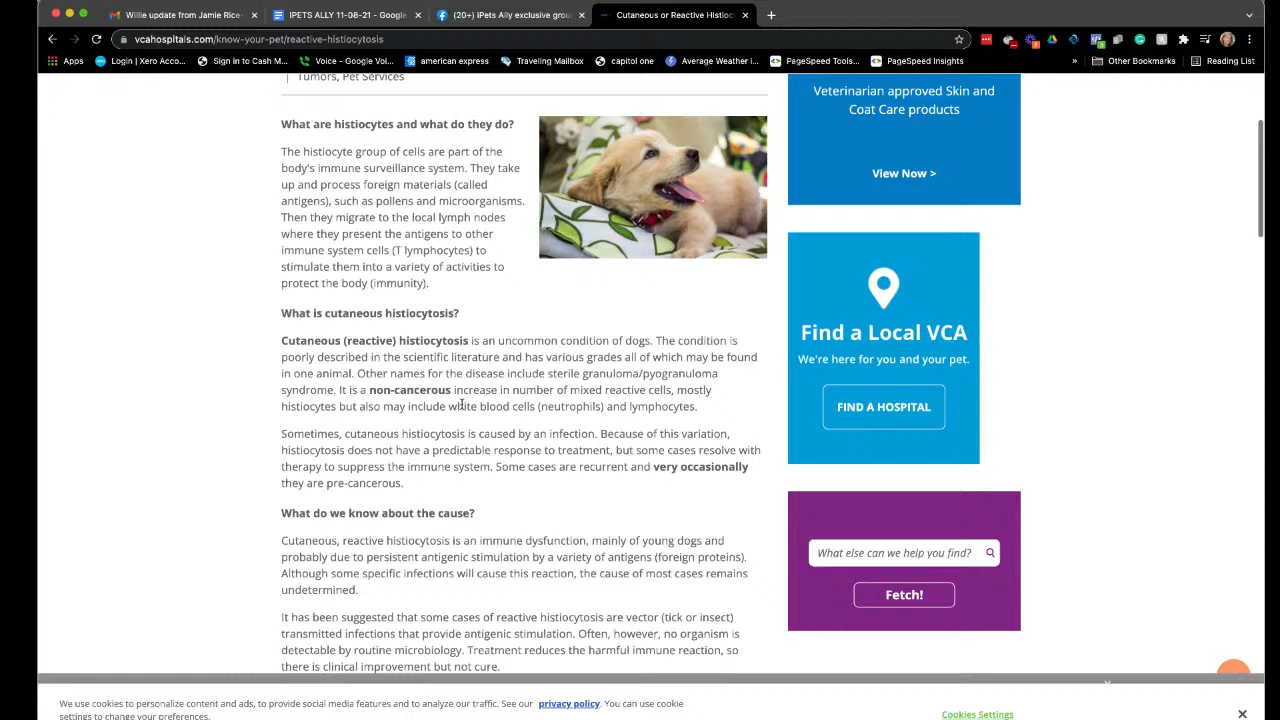 Willie update from Jamie Rice-
IPETS ALLY 11-08-21 - Google
(20+) iPets Ally exclusive grou
Cutaneous or Reactive Histioc
vcahospitals.com/know-your-pet/reactive-histiocytosis
Apps
Login | Xero Acco...
Sign in to Cash M...
Voice - Google Voi...
american express
Traveling Mailbox
capitol one
Average Weather i...
PageSpeed Tools...
PageSpeed Insights
»
Other Bookmarks
Reading List
Tumors, Pet Services
What are histiocytes and what do they do?
The histiocyte group of cells are part of the
body's immune surveillance system. They take
up and process foreign materials (called
antigens), such as pollens and microorganisms.
Then they migrate to the local lymph nodes
where they present the antigens to other
immune system cells (T lymphocytes) to
stimulate them into a variety of activities to
protect the body (immunity).
What is cutaneous histiocytosis?
Cutaneous (reactive) histiocytosis is an uncommon condition of dogs. The condition is
poorly described in the scientific literature and has various grades all of which may be found
in one animal. Other names for the disease include sterile granuloma/pyogranuloma
syndrome. It is a non-cancerous increase in number of mixed reactive cells, mostly
histiocytes but also may include white blood cells (neutrophils) and lymphocytes.
Sometimes, cutaneous histiocytosis is caused by an infection. Because of this variation,
histiocytosis does not have a predictable response to treatment, but some cases resolve with
therapy to suppress the immune system. Some cases are recurrent and very occasionally
they are pre-cancerous.
What do we know about the cause?
Cutaneous, reactive histiocytosis is an immune dysfunction, mainly of young dogs and
probably due to persistent antigenic stimulation by a variety of antigens (foreign proteins).
Although some specific infections will cause this reaction, the cause of most cases remains
undetermined.
It has been suggested that some cases of reactive histiocytosis are vector (tick or insect)
transmitted infections that provide antigenic stimulation. Often, however, no organism is
detectable by routine microbiology. Treatment reduces the harmful immune reaction, so
there is clinical improvement but not cure.
Veterinarian approved Skin and
Coat Care products
View Now >
Find a Local VCA
We're here for you and your pet.
FIND A HOSPITAL
What else can we help you find?
Fetch!
We use cookies to personalize content and ads, to provide social media features and to analyze our traffic. See our privacy policy. You can use cookie
settings to change your preferences.
Cookies Settings